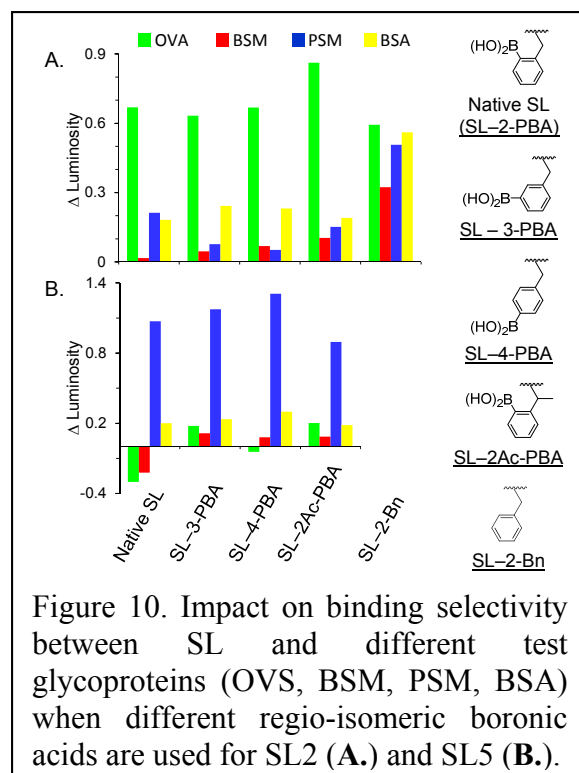 OVA BSM PSM BSA
A.
Δ Luminosity
0.9
0.6
0.3
0
B.
Δ Luminosity
1.4
0.8
0.2
-0.4
Native SL
SL–3-PBA
SL–4-PBA
SL–2Ac-PBA
SL–2-Bn
(HO)₂B
Native SL
(SL–2-PBA)
(HO)₂B
SL – 3-PBA
(HO)₂B
SL–4-PBA
(HO)₂B
SL–2Ac-PBA
SL–2-Bn
Figure 10. Impact on binding selectivity
between SL and different test
glycoproteins (OVS, BSM, PSM, BSA)
when different regio-isomeric boronic
acids are used for SL2 (A.) and SL5 (B.).